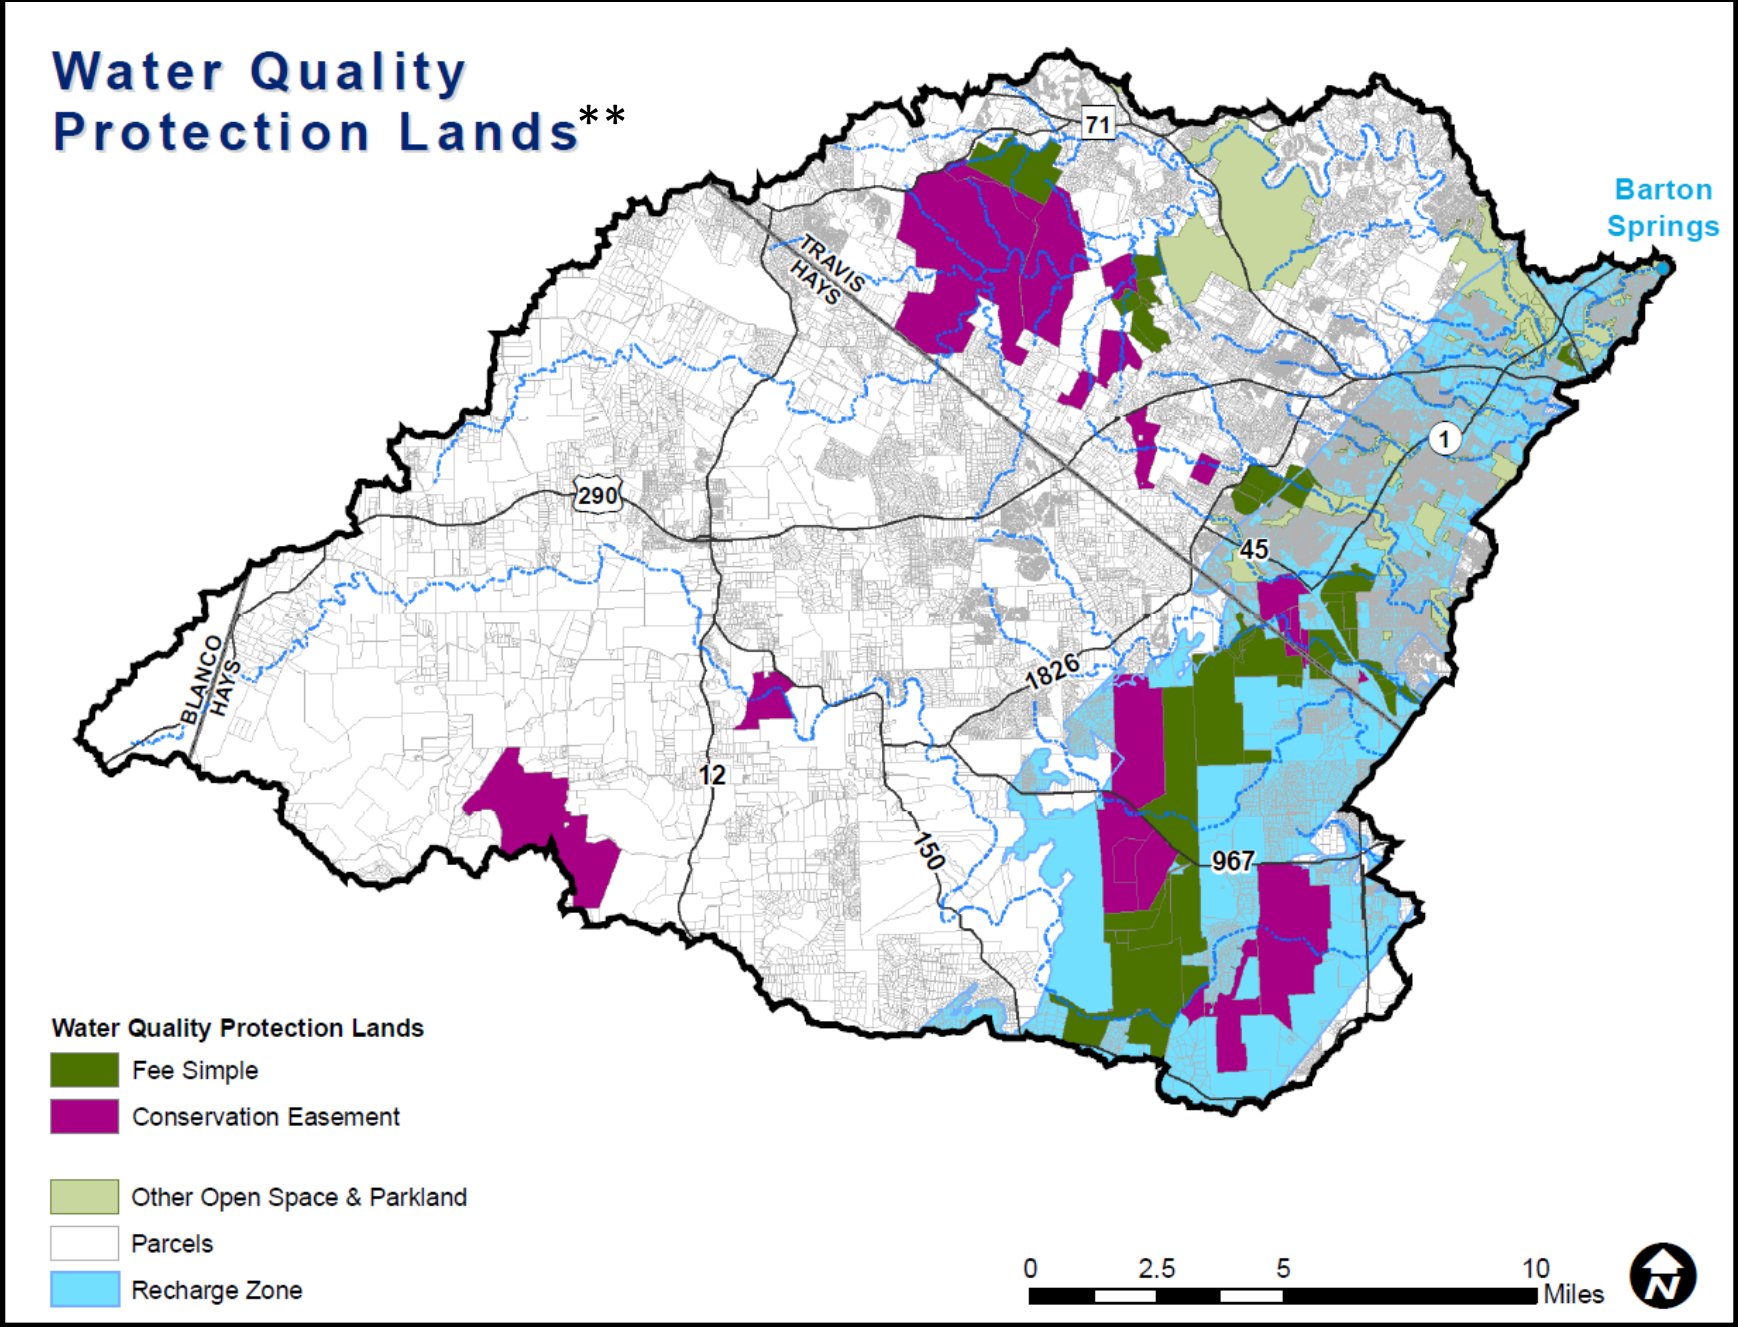 Water Quality
Protection Lands**
71
Barton
Springs
TRAVIS
HAYS
1
290
45
BLANCO
HAYS
1826
12
150
967
Water Quality Protection Lands
Fee Simple
Conservation Easement
Other Open Space & Parkland
Parcels
Recharge Zone
0 2.5 5 10
Miles
N